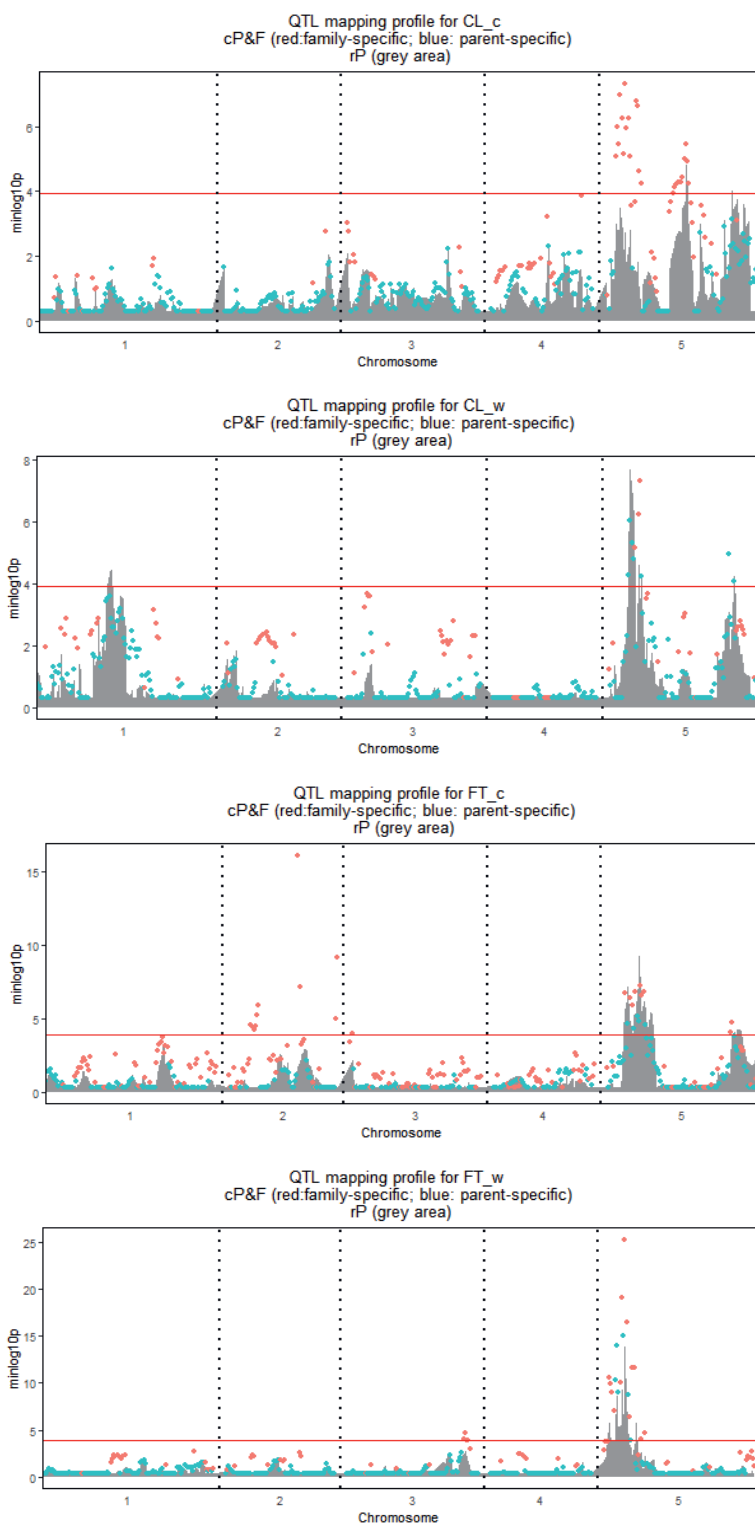 QTL mapping profile for CL_c
cP&F (red:family-specific; blue: parent-specific)
rP (grey area)
minlog10p
6
4
2
0
1 2 3 4 5
Chromosome
QTL mapping profile for CL_w
cP&F (red:family-specific; blue: parent-specific)
rP (grey area)
minlog10p
8
6
4
2
0
1 2 3 4 5
Chromosome
QTL mapping profile for FT_c
cP&F (red:family-specific; blue: parent-specific)
rP (grey area)
minlog10p
15
10
5
0
1 2 3 4 5
Chromosome
QTL mapping profile for FT_w
cP&F (red:family-specific; blue: parent-specific)
rP (grey area)
minlog10p
25
20
15
10
5
0
1 2 3 4 5
Chromosome